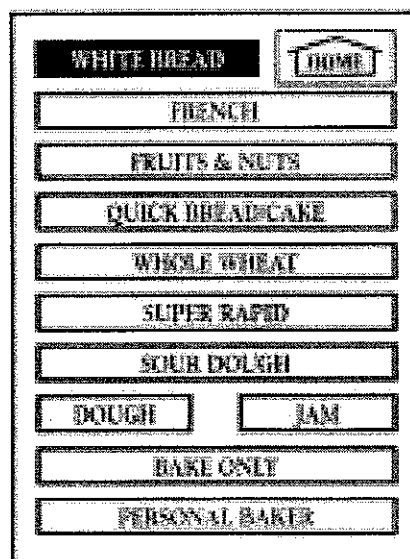 WHITE BREAD HOME
FRENCH
FRUITS & NUTS
QUICK BREAD/CAKE
WHOLE WHEAT
SUPER RAPID
SOUR DOUGH
DOUGH JAM
BAKE ONLY
PERSONAL BAKER